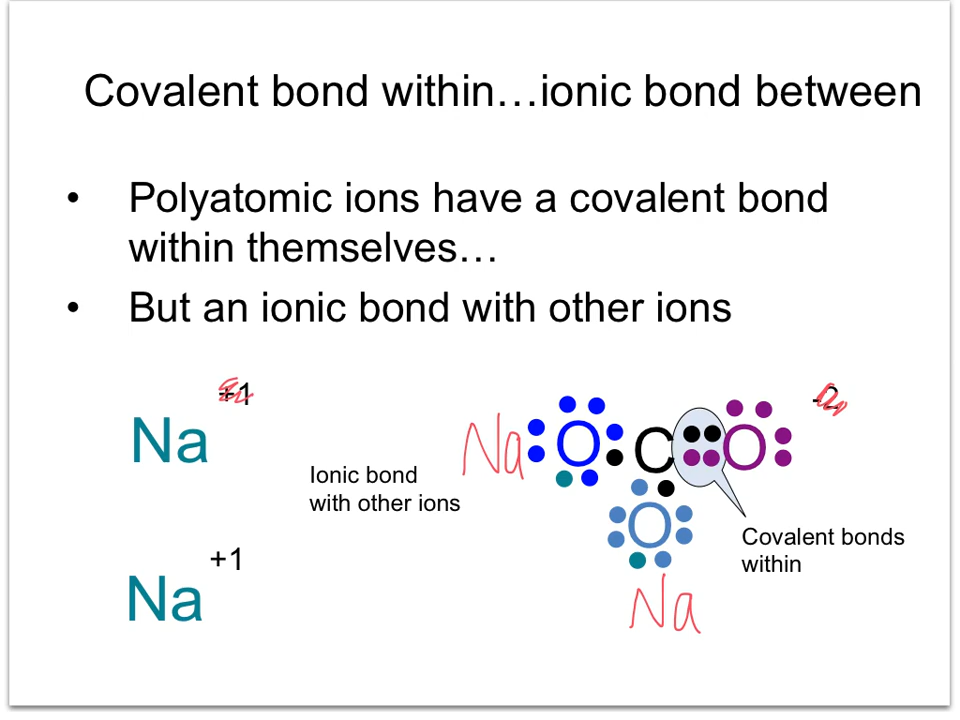 Covalent bond within…ionic bond between
• Polyatomic ions have a covalent bond
within themselves…
• But an ionic bond with other ions
Na +1
Ionic bond
with other ions
Na +1
Na O C O -2
O
Na
Covalent bonds
within